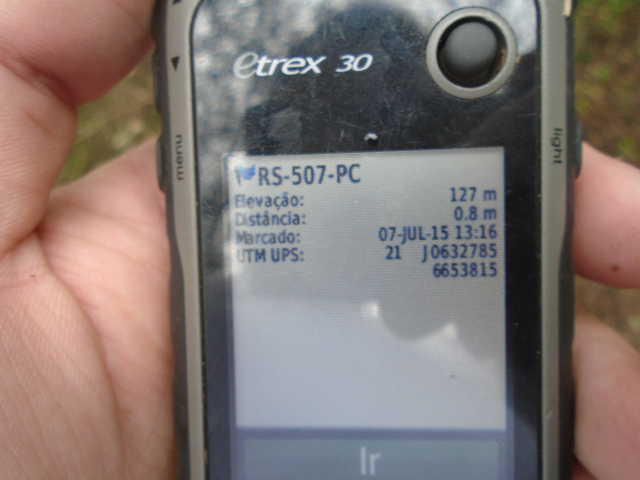 etrex 30
menu
light
RS-507-PC
Elevação: 127 m
Distância: 0.8 m
Marcado: 07-JUL-15 13:16
UTM UPS: 21 J 0632785
6653815
Ir